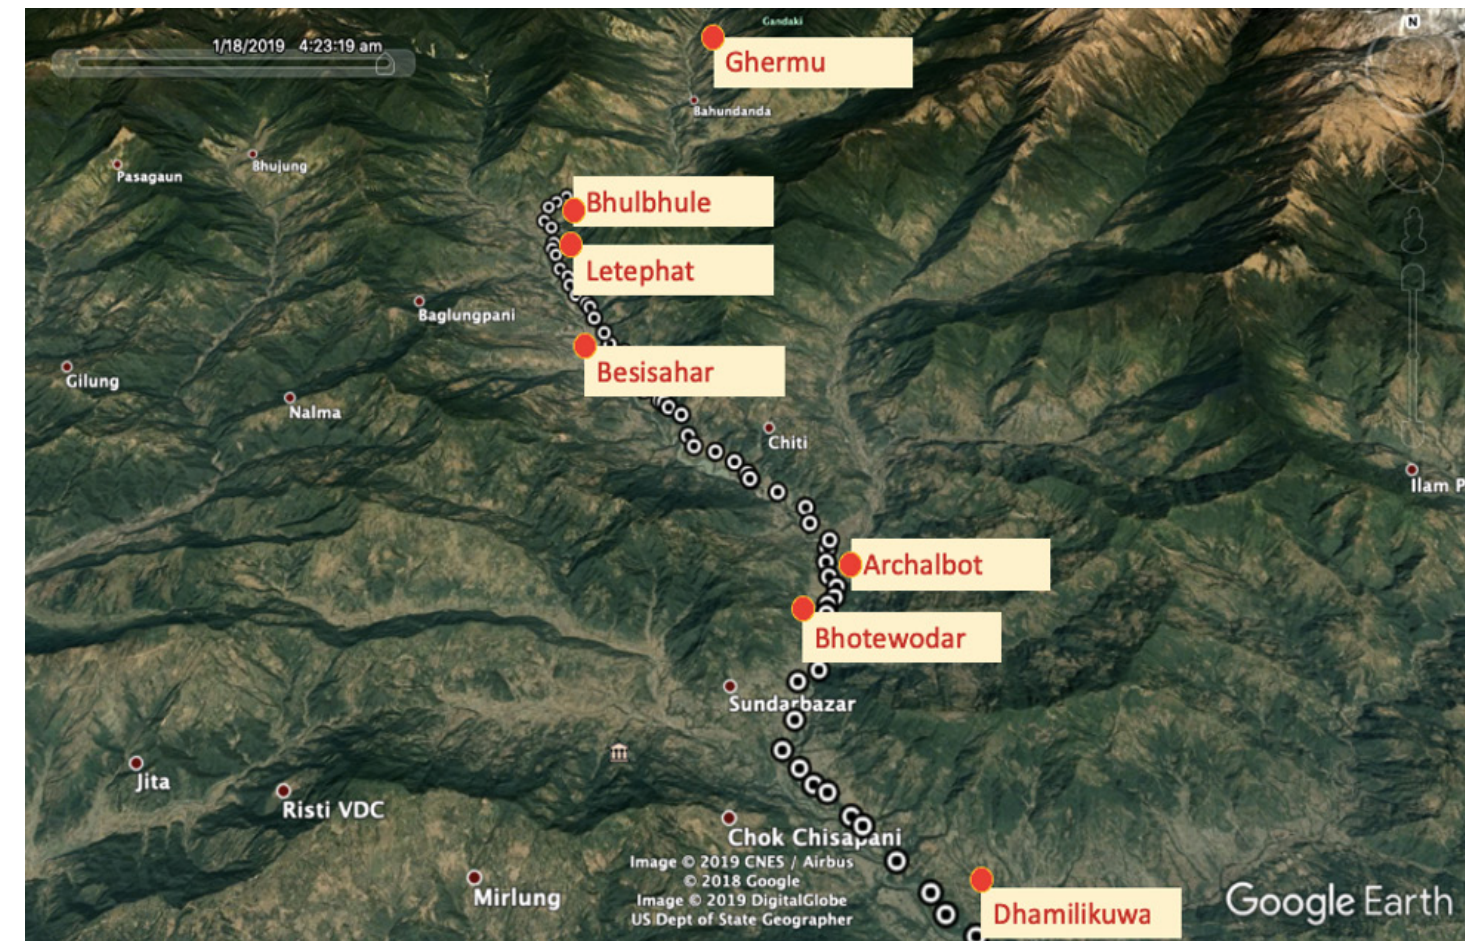 Gandaki
N
1/18/2019 4:23:19 am
Ghermu
Bahundanda
Bhujung
Pasagaun
Bhulbhule
Letephat
Baglungpani
Besisahar
Gilung
Nalma
Chiti
Ilam P
Archalbot
Bhotewodar
Sundarbazar
Jita
Risti VDC
Chok Chisapani
Image © 2019 CNES / Airbus
© 2018 Google
Image © 2019 DigitalGlobe
US Dept of State Geographer
Mirlung
Dhamilikuwa
Google Earth